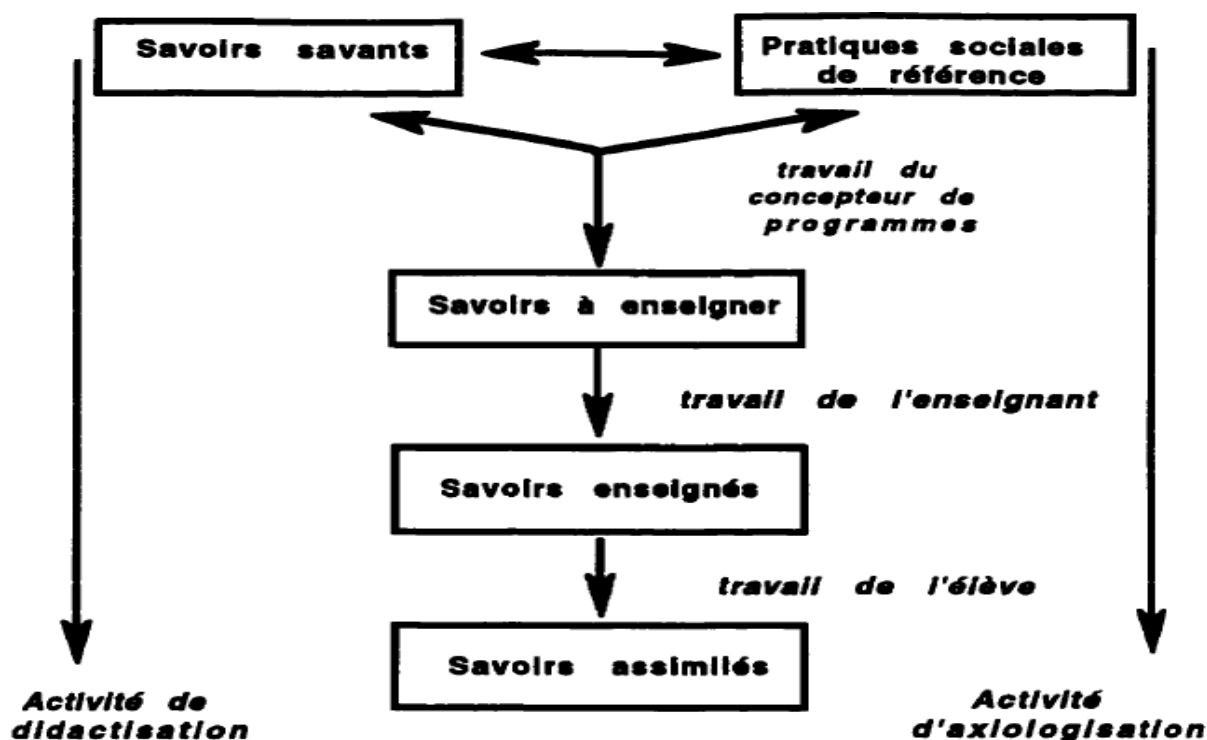 Savoirs savants
Pratiques sociales
de référence
travail du
concepteur de
programmes
Savoirs à enseigner
travail de l'enseignant
Savoirs enseignés
travail de l'élève
Savoirs assimilés
Activité de
didactisation
Activité
d'axiologisation